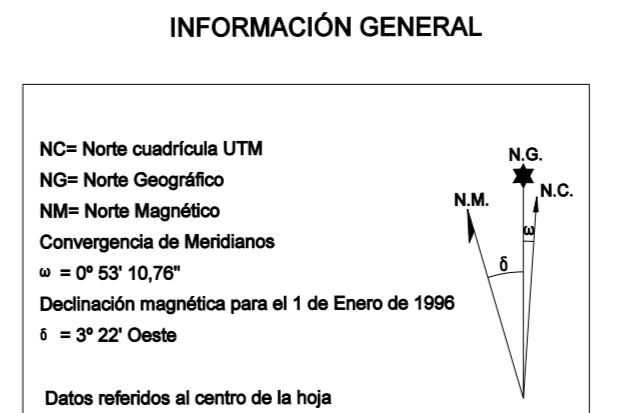 INFORMACIÓN GENERAL
NC= Norte cuadrícula UTM
NG= Norte Geográfico
NM= Norte Magnético
Convergencia de Meridianos
ω = 0º 53' 10,76"
Declinación magnética para el 1 de Enero de 1996
δ = 3º 22' Oeste
Datos referidos al centro de la hoja
N.G.
N.M.
N.C.
ω
δ